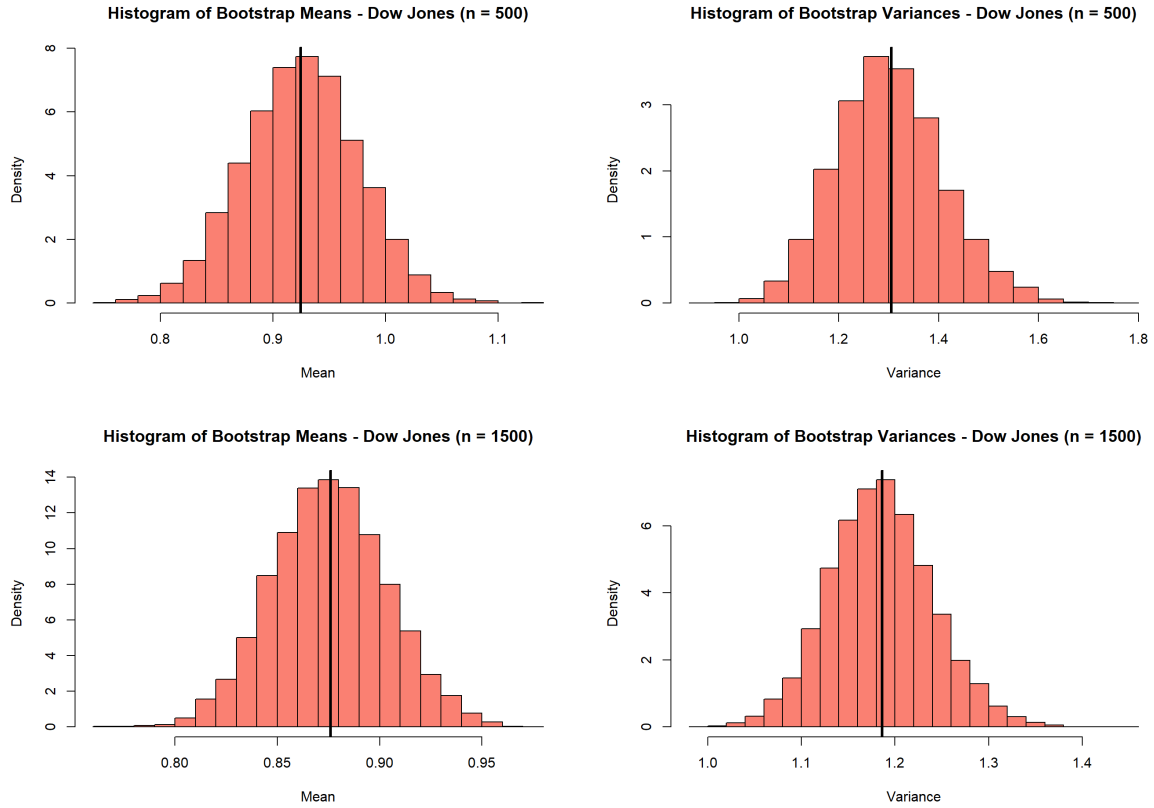 Histogram of Bootstrap Means - Dow Jones (n = 500)
Density
0 2 4 6 8
0.8 0.9 1.0 1.1
Mean
Histogram of Bootstrap Variances - Dow Jones (n = 500)
Density
0 1 2 3
1.0 1.2 1.4 1.6 1.8
Variance
Histogram of Bootstrap Means - Dow Jones (n = 1500)
Density
0 2 4 6 8 10 12 14
0.80 0.85 0.90 0.95
Mean
Histogram of Bootstrap Variances - Dow Jones (n = 1500)
Density
0 2 4 6
1.0 1.1 1.2 1.3 1.4
Variance